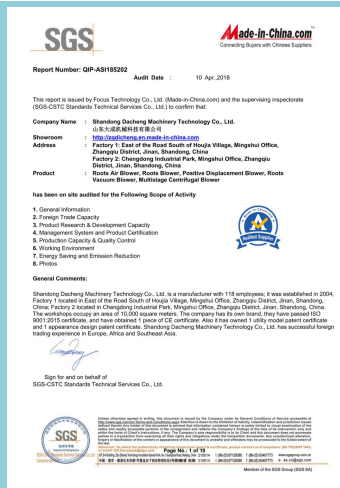 SGS
Made-in-China.com
Connecting Buyers with Chinese Suppliers
Report Number: QIP-ASI185202
Audit Date : 10 Apr.,2018
This report is issued by Focus Technology Co., Ltd. (Made-in-China.com) and the supervising inspectorate
(SGS-CSTC Standards Technical Services Co., Ltd.) to confirm that:
Company Name : Shandong Dacheng Machinery Technology Co., Ltd.
山东大成机械科技有限公司
Showroom : http://zqdicheng.en.made-in-china.com
Address : Factory 1: East of the Road South of Houjia Village, Mingshui Office,
Zhangqiu District, Jinan, Shandong, China
Factory 2: Chengdong Industrial Park, Mingshui Office, Zhangqiu
District, Jinan, Shandong, China
Product : Roots Air Blower, Roots Blower, Positive Displacement Blower, Roots
Vacuum Blower, Multistage Centrifugal Blower
has been on site audited for the Following Scope of Activity
1. General Information
2. Foreign Trade Capacity
3. Product Research & Development Capacity
4. Management System and Product Certification
5. Production Capacity & Quality Control
6. Working Environment
7. Energy Saving and Emission Reduction
8. Photos
Audited Supplier
General Comments:
Shandong Dacheng Machinery Technology Co., Ltd. is a manufacturer with 118 employees; it was established in 2004,
Factory 1 located in East of the Road South of Houjia Village, Mingshui Office, Zhangqiu District, Jinan, Shandong,
China; Factory 2 located in Chengdong Industrial Park, Mingshui Office, Zhangqiu District, Jinan, Shandong, China.
The workshops occupy an area of 10,000 square meters. The company has its own brand, they have passed ISO
9001:2015 certificate, and have obtained 1 piece of CE certificate. Also it has owned 1 utility model patent certificate
and 1 appearance design patent certificate. Shandong Dacheng Machinery Technology Co., Ltd. has successful foreign
trading experience in Europe, Africa and Southeast Asia.
Sign for and on behalf of
SGS-CSTC Standards Technical Services Co., Ltd.
SGS
Page No.: 1 of 18
Member of the SGS Group (SGS SA)